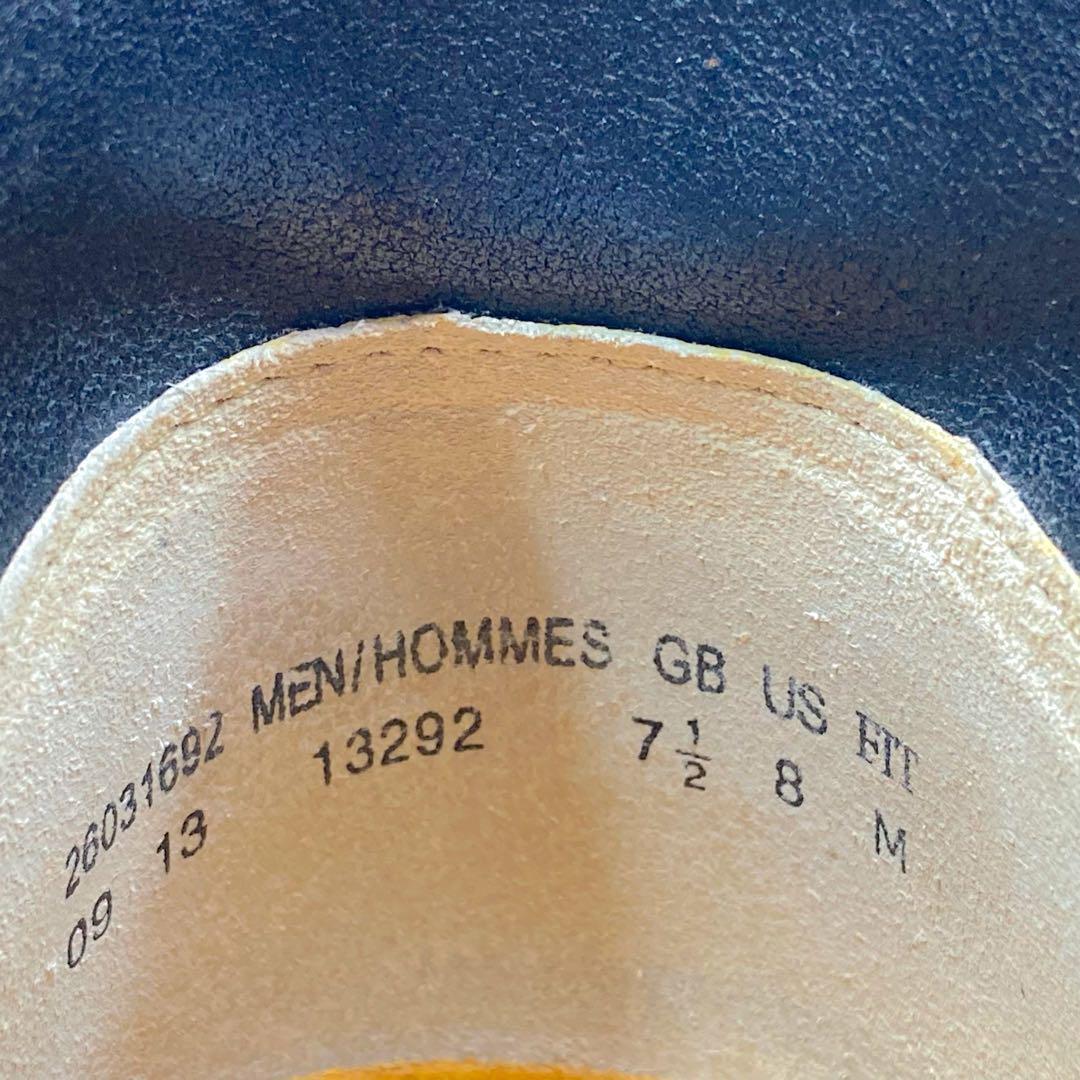 26031692 MEN/HOMMES GB US FIT
09 13 13292 7 1/2 8 M